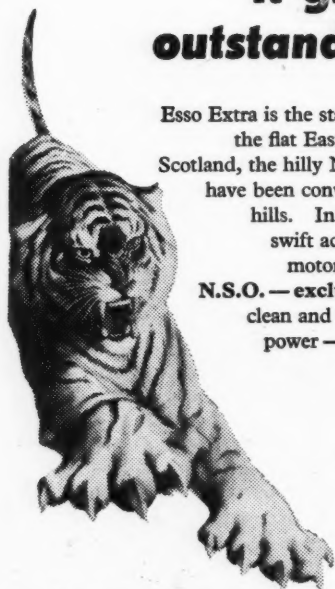 outstand
Esso Extra is the st
the flat Eas
Scotland, the hilly
have been conv
hills. In
swift ac
motor
N.S.O. — excl
clean and
power —